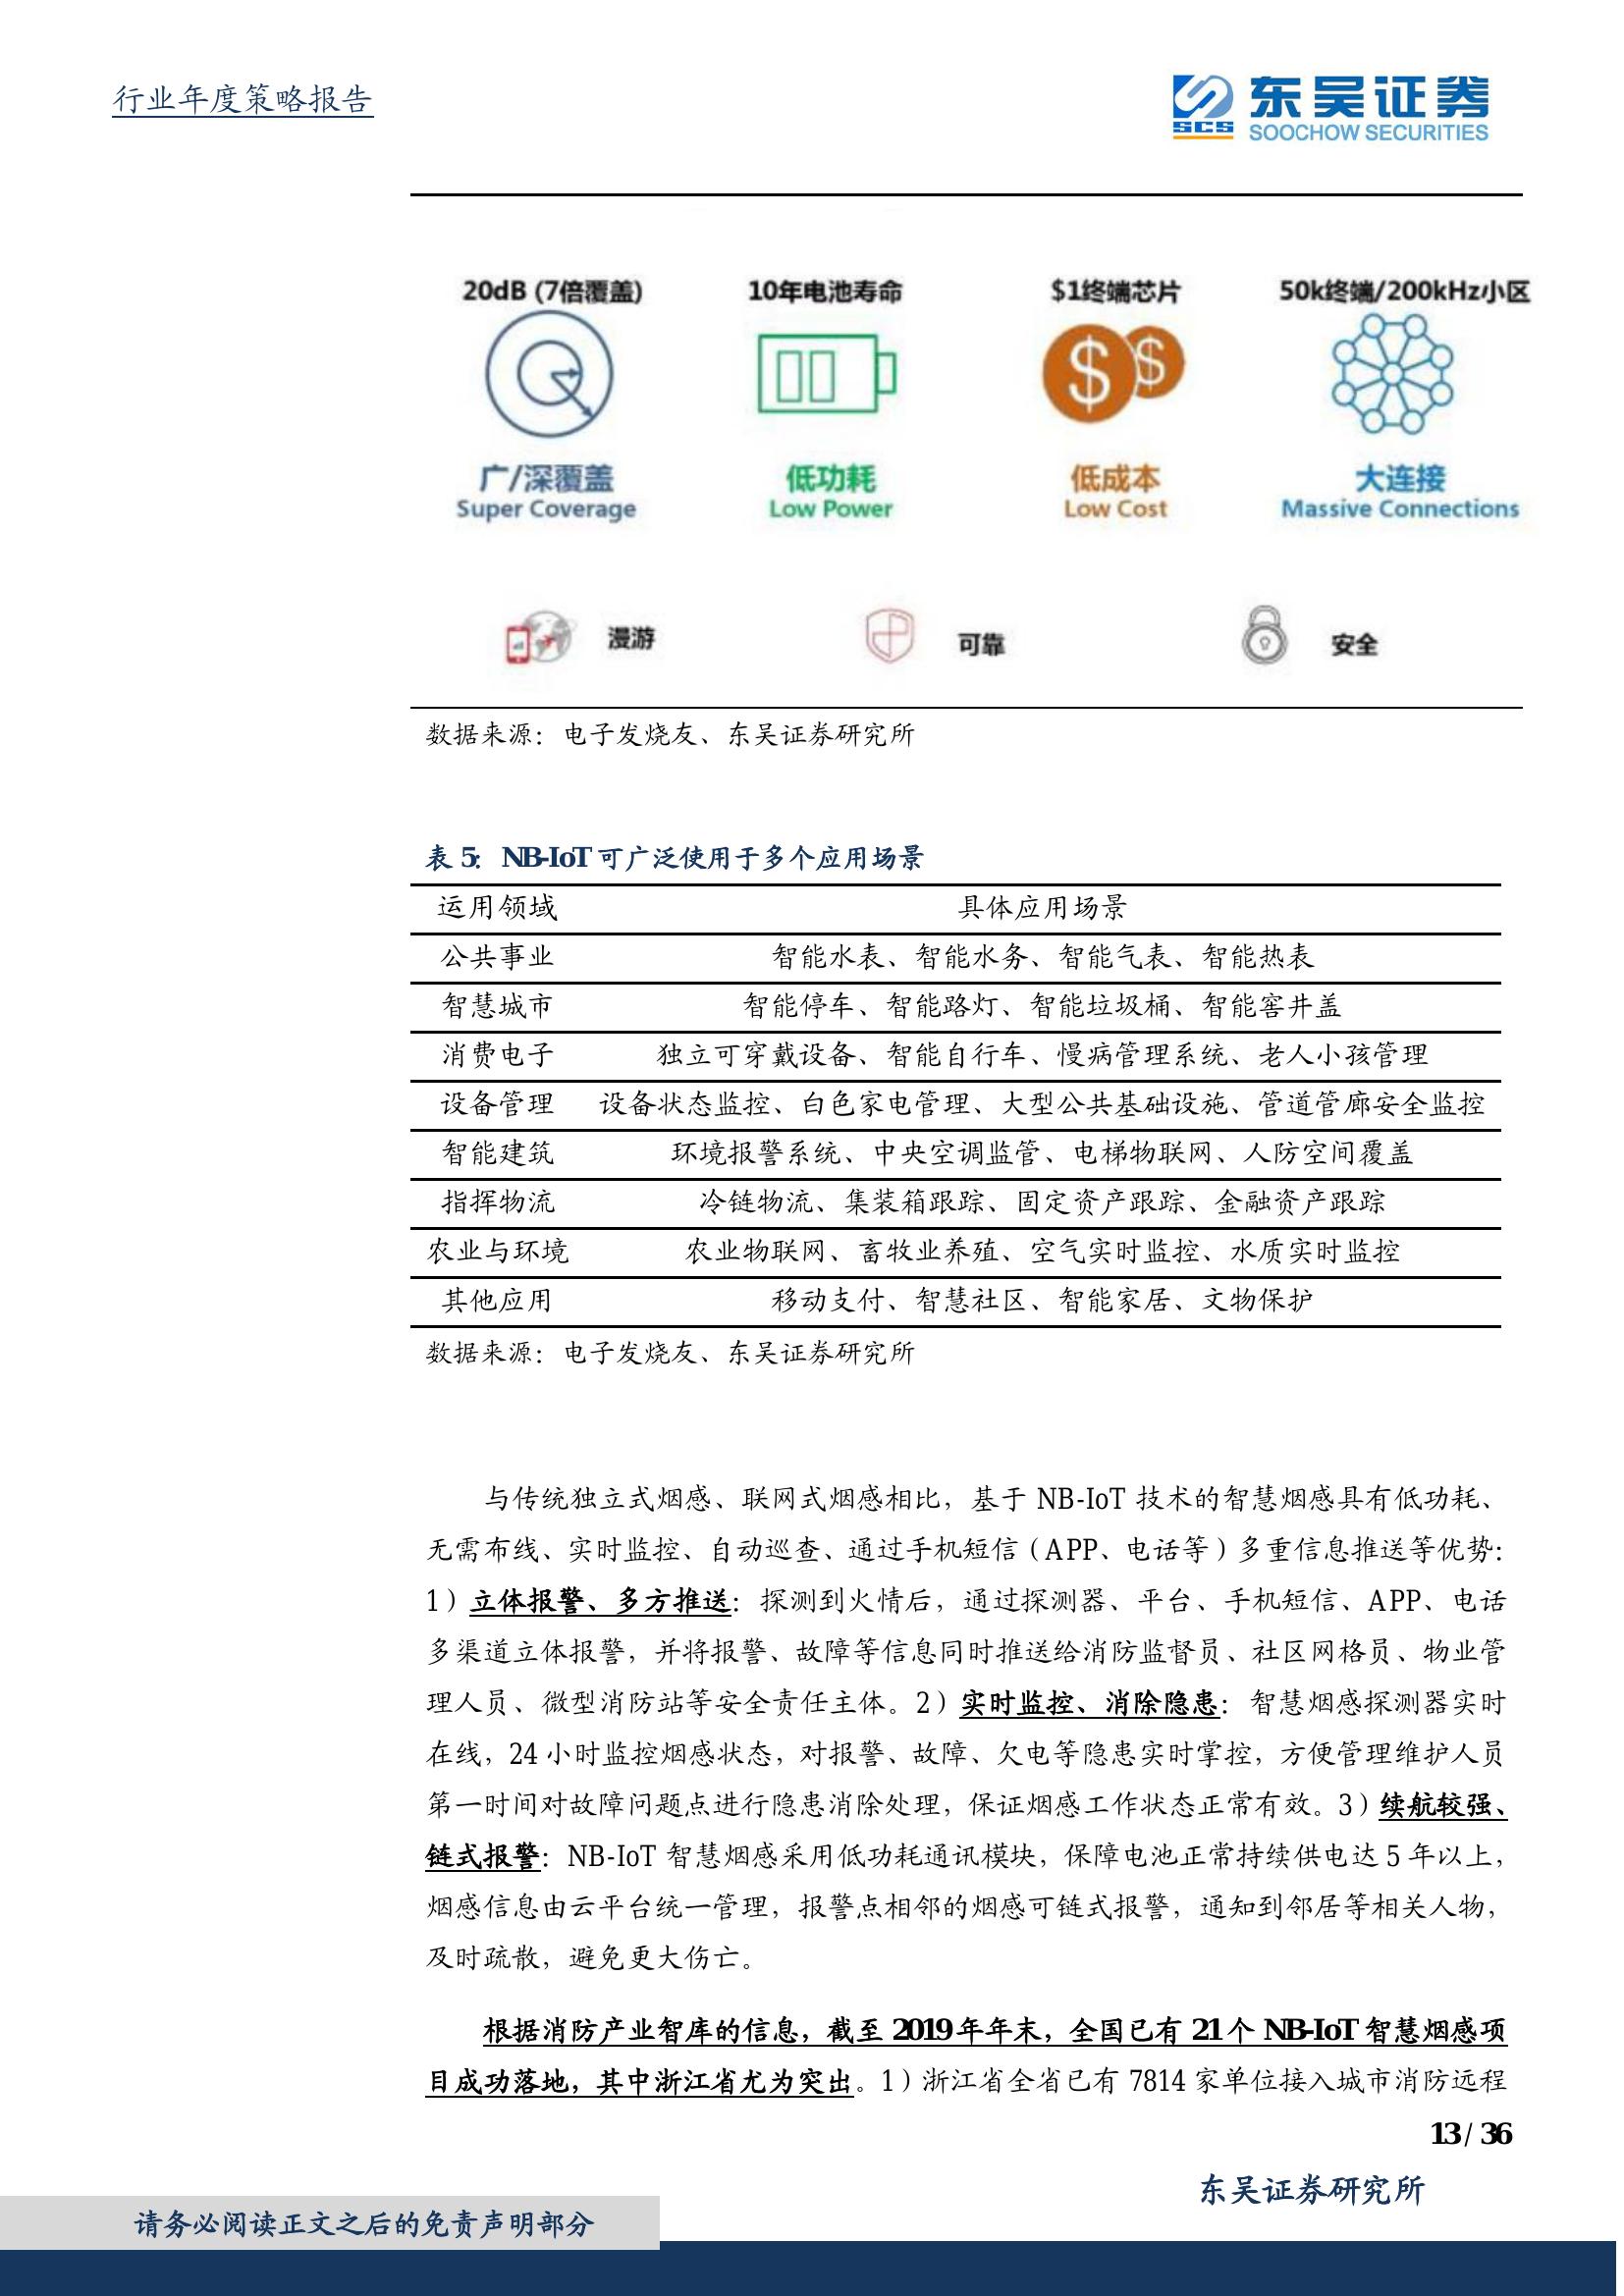 行业年度策略报告
东吴证券
SCS
SOOCHOW SECURITIES
20dB (7倍覆盖)
10年电池寿命
$1终端芯片
50k终端/200kHz小区
广/深覆盖
低功耗
低成本
大连接
Super Coverage
Low Power
Low Cost
Massive Connections
漫游
可靠
安全
数据来源：电子发烧友、东吴证券研究所
表 5：NB-IoT 可广泛使用于多个应用场景
运用领域 具体应用场景
公共事业 智能水表、智能水务、智能气表、智能热表
智慧城市 智能停车、智能路灯、智能垃圾桶、智能窖井盖
消费电子 独立可穿戴设备、智能自行车、慢病管理系统、老人小孩管理
设备管理 设备状态监控、白色家电管理、大型公共基础设施、管道管廊安全监控
智能建筑 环境报警系统、中央空调监管、电梯物联网、人防空间覆盖
指挥物流 冷链物流、集装箱跟踪、固定资产跟踪、金融资产跟踪
农业与环境 农业物联网、畜牧业养殖、空气实时监控、水质实时监控
其他应用 移动支付、智慧社区、智能家居、文物保护
数据来源：电子发烧友、东吴证券研究所
与传统独立式烟感、联网式烟感相比，基于 NB-IoT 技术的智慧烟感具有低功耗、
无需布线、实时监控、自动巡查、通过手机短信（APP、电话等）多重信息推送等优势：
1）立体报警、多方推送：探测到火情后，通过探测器、平台、手机短信、APP、电话
多渠道立体报警，并将报警、故障等信息同时推送给消防监督员、社区网格员、物业管
理人员、微型消防站等安全责任主体。2）实时监控、消除隐患：智慧烟感探测器实时
在线，24 小时监控烟感状态，对报警、故障、欠电等隐患实时掌控，方便管理维护人员
第一时间对故障问题点进行隐患消除处理，保证烟感工作状态正常有效。3）续航较强、
链式报警：NB-IoT 智慧烟感采用低功耗通讯模块，保障电池正常持续供电达 5 年以上，
烟感信息由云平台统一管理，报警点相邻的烟感可链式报警，通知到邻居等相关人物，
及时疏散，避免更大伤亡。
根据消防产业智库的信息，截至 2019 年年末，全国已有 21 个 NB-IoT 智慧烟感项
目成功落地，其中浙江省尤为突出。1）浙江省全省已有 7814 家单位接入城市消防远程
13 / 36
东吴证券研究所
请务必阅读正文之后的免责声明部分